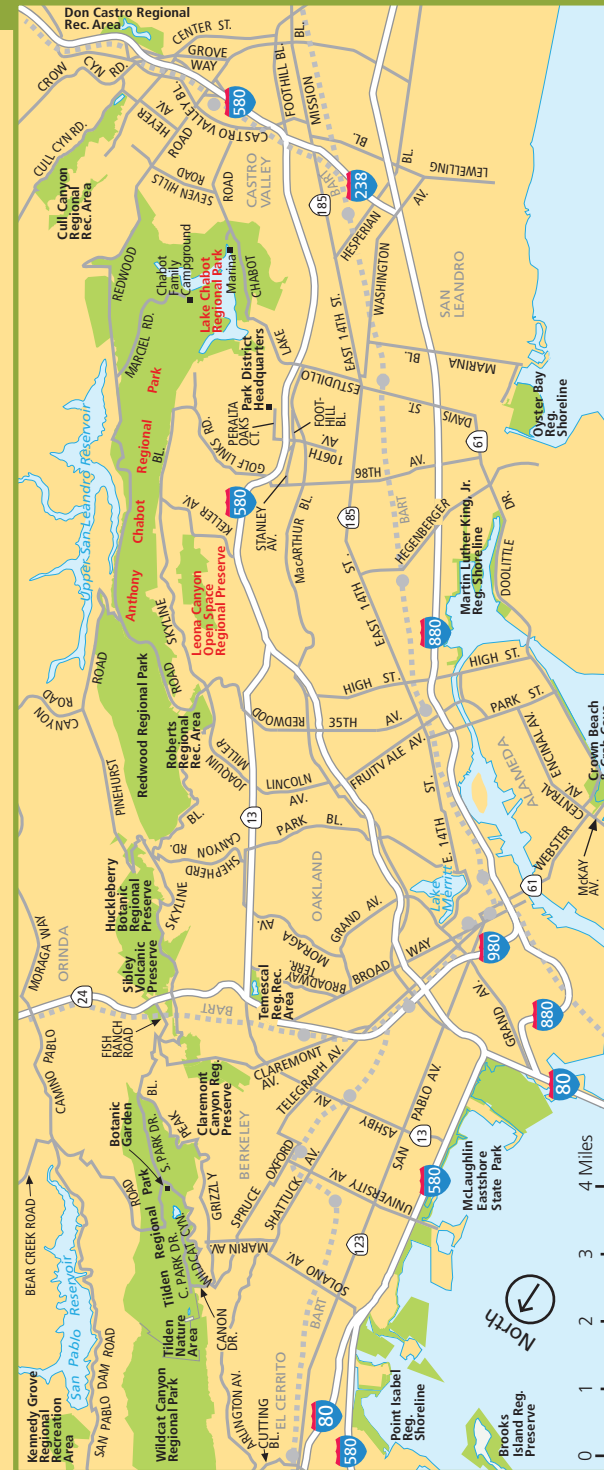 Don Castro Regional
Rec. Area
CENTER ST.
GROVE
WAY
CROW
CYN RD.
CULL CYN RD.
HEYER
AV.
ROAD
CASTRO VALLEY BL.
580
FOOTHILL BL.
MISSION
BL.
Cull Canyon
Regional
Rec. Area
SEVEN HILLS
ROAD
ROAD
CASTRO
VALLEY
BART
238
BL.
BL.
LEWELLING
AV.
185
HESPERIAN
WASHINGTON
REDWOOD
Chabot
Family
Campground
Lake Chabot
Regional Park
Marina
CHABOT
LAKE
MARCIEL RD.
SAN
LEANDRO
EAST 14TH ST.
ESTUDILLO
MARINA
BL.
Park District
Headquarters
PERALTA
OAKS
CT.
GOLF LINKS RD.
FOOT-
HILL
BL.
106TH
AV.
98TH
AV.
DAVIS
ST
61
Oyster Bay
Reg.
Shoreline
Upper San Leandro Reservoir
Anthony Chabot Regional Park
BL.
KELLER AV.
580
STANLEY
AV.
MacARTHUR BL.
185
BART
HEGENBERGER
DOOLITTLE
DR.
Martin Luther King, Jr.
Reg. Shoreline
Leona Canyon
Open Space
Regional Preserve
SKYLINE
EAST 14TH ST.
880
ROAD
CANYON
ROAD
Redwood Regional Park
ROAD
Roberts
Regional
Rec. Area
REDWOOD
35TH
AV.
HIGH ST.
HIGH ST.
PARK ST.
PINEHURST
JOAQUIN
MILLER
LINCOLN
AV.
FRUITVALE AV.
ALAMEDA
ENCINAL AV.
CENTRAL
AV.
Crown Beach
BL.
13
PARK BL.
SHEPHERD
CANYON
RD.
ST.
E. 14TH
WEBSTER
McKAY
AV.
Huckleberry
Botanic
Regional
Preserve
SKYLINE
OAKLAND
Lake
Merritt
61
MORAGA WAY
ORINDA
Sibley
Volcanic
Preserve
MORAGA
AV.
GRAND AV.
BROADWAY
TERR.
BROAD WAY
980
24
BART
Temescal
Reg.Rec.
Area
FISH
RANCH
ROAD
CAMINO PABLO
GRAND AV.
880
CLAREMONT
AV.
TELEGRAPH AV.
Claremont
Canyon Reg.
Preserve
80
Botanic
Garden
BL.
PEAK
GRIZZLY
S. PARK DR.
ROAD
BERKELEY
ASHBY
AV.
13
SAN
PABLO AV.
580
McLaughlin
Eastshore
State Park
BEAR CREEK ROAD
Tilden Regional Park
C. PARK DR.
WILDCAT CYN.
SPRUCE
OXFORD
SHATTUCK AV.
UNIVERSITY AV.
MARIN AV.
123
4 Miles
3
2
1
0
North
San Pablo Reservoir
Tilden
Nature
Area
CANON
DR.
SOLANO AV.
BART
SAN PABLO DAM ROAD
Kennedy Grove
Regional
Recreation
Area
Wildcat Canyon
Regional Park
ARLINGTON AV.
CUTTING
BL.
EL CERRITO
80
580
Point Isabel
Reg.
Shoreline
Brooks
Island Reg.
Preserve